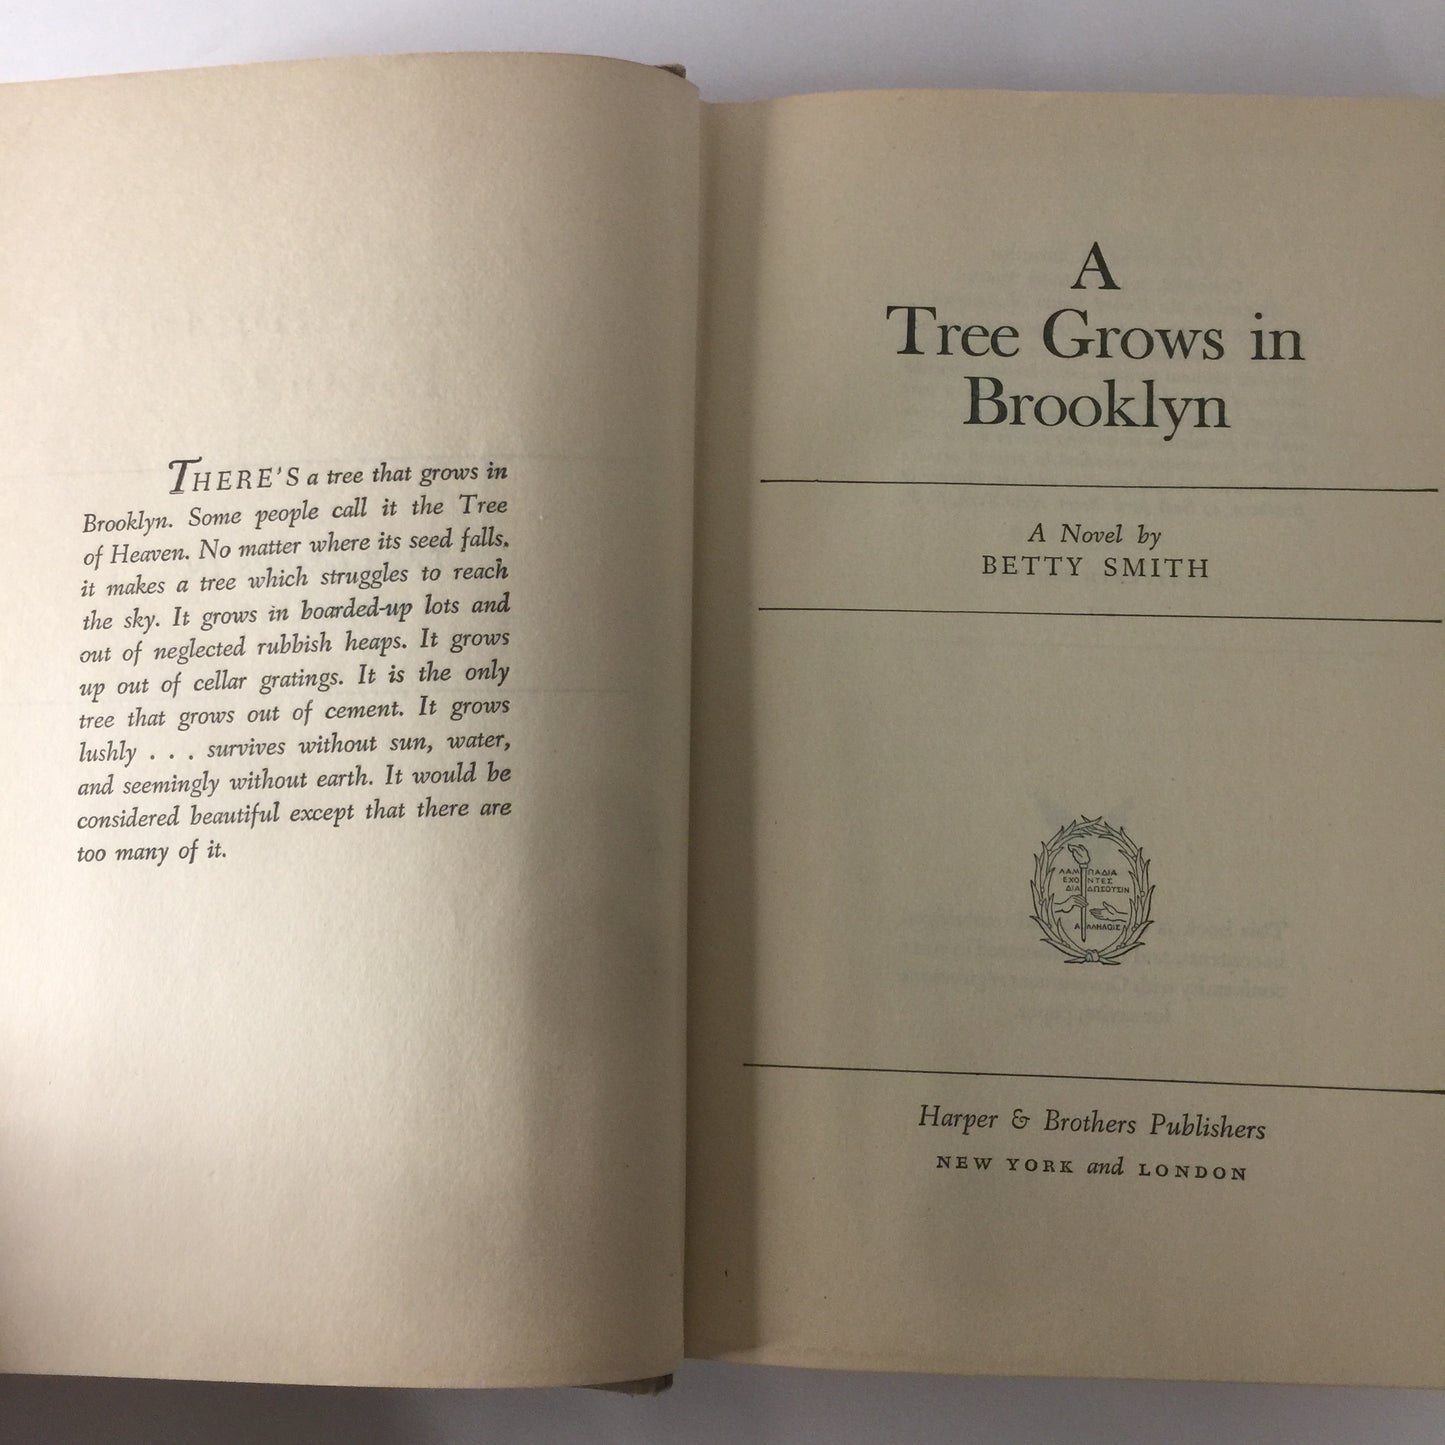 THERE'S a tree that grows in
Brooklyn. Some people call it the Tree
of Heaven. No matter where its seed falls,
it makes a tree which struggles to reach
the sky. It grows in boarded-up lots and
out of neglected rubbish heaps. It grows
up out of cellar gratings. It is the only
tree that grows out of cement. It grows
lushly . . . survives without sun, water,
and seemingly without earth. It would be
considered beautiful except that there are
too many of it.
A
Tree Grows in
Brooklyn
A Novel by
BETTY SMITH
ΛΑΜΠΑΔΙΑ
ΕΧΟΝΤΕΣ
ΔΙΑΔΩΣΟΥΣΙΝ
ΑΛΛΗΛΟΙΣ
Harper & Brothers Publishers
NEW YORK and LONDON